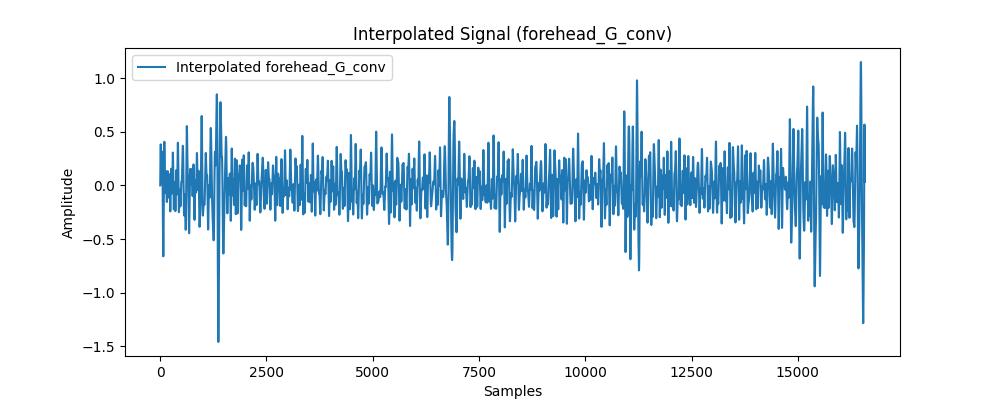 Interpolated Signal (forehead_G_conv)
Interpolated forehead_G_conv
1.0
0.5
0.0
−0.5
−1.0
−1.5
Amplitude
0 2500 5000 7500 10000 12500 15000
Samples